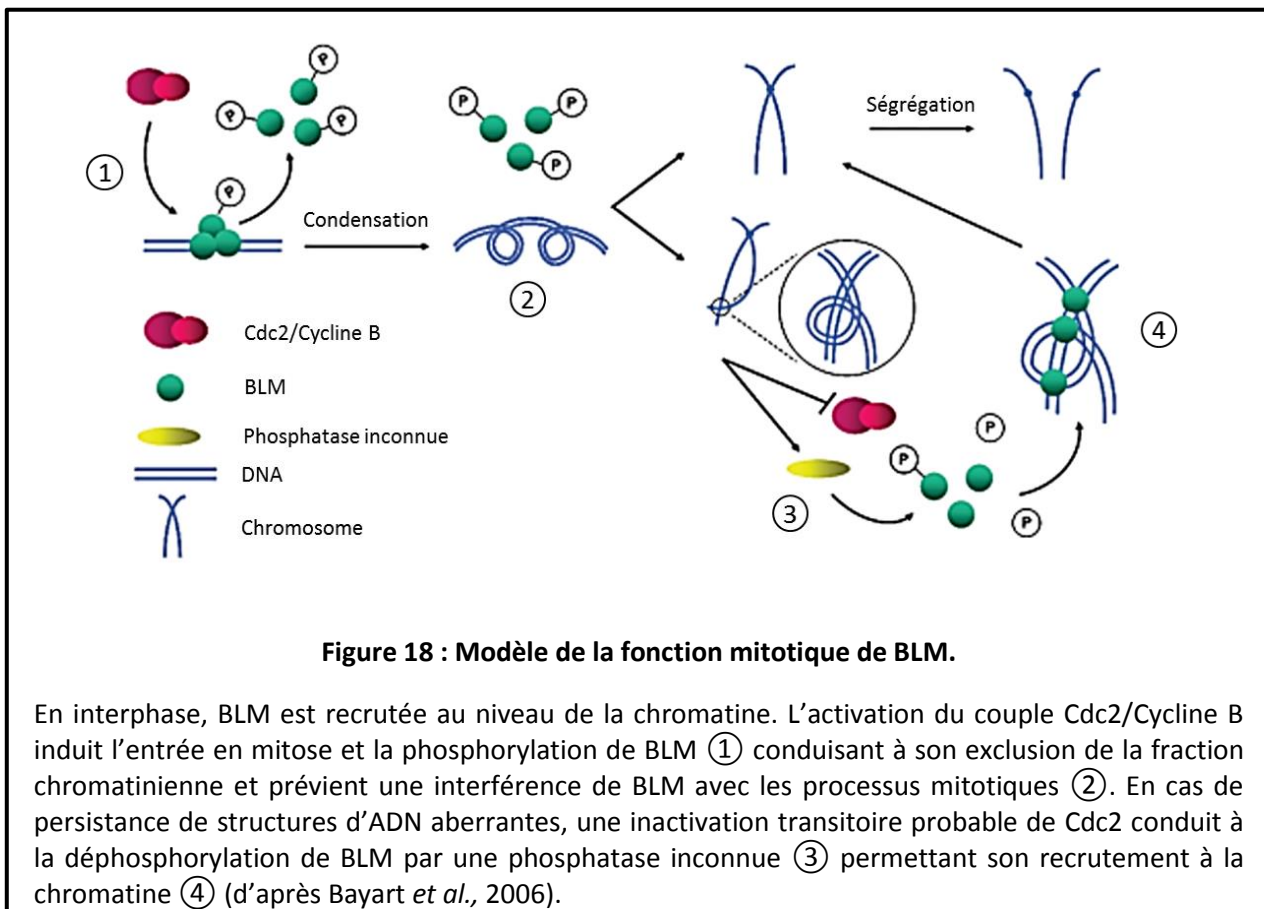 P
P
P
P
P
P
P
P
Ségrégation
①
Condensation
②
④
Cdc2/Cycline B
BLM
Phosphatase inconnue
P
P
P
③
DNA
Chromosome
Figure 18 : Modèle de la fonction mitotique de BLM.
En interphase, BLM est recrutée au niveau de la chromatine. L’activation du couple Cdc2/Cycline B
induit l’entrée en mitose et la phosphorylation de BLM ① conduisant à son exclusion de la fraction
chromatinienne et prévient une interférence de BLM avec les processus mitotiques ②. En cas de
persistance de structures d’ADN aberrantes, une inactivation transitoire probable de Cdc2 conduit à
la déphosphorylation de BLM par une phosphatase inconnue ③ permettant son recrutement à la
chromatine ④ (d’après Bayart et al., 2006).